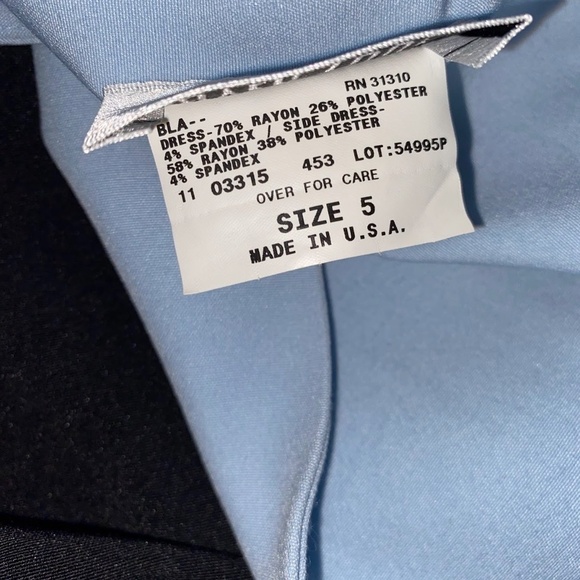 RN 31310
BLA--
DRESS-70% RAYON 26% POLYESTER
4% SPANDEX / SIDE DRESS-
58% RAYON 38% POLYESTER
4% SPANDEX
11 03315 453 LOT:54995P
OVER FOR CARE
SIZE 5
MADE IN U.S.A.